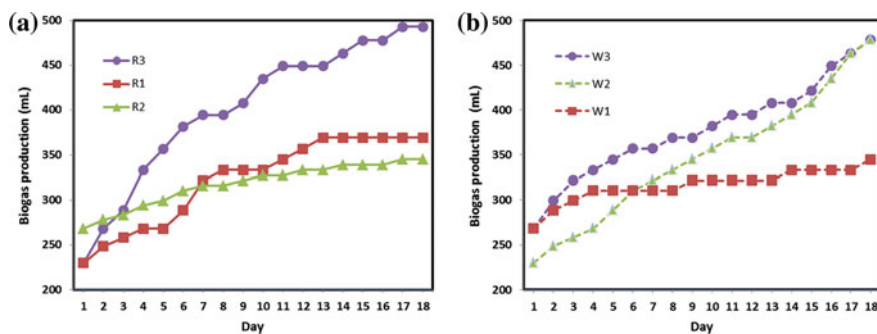 (a)
Biogas production (mL)
500
450
400
350
300
250
200
R3
R1
R2
1 2 3 4 5 6 7 8 9 10 11 12 13 14 15 16 17 18
Day
(b)
Biogas production (mL)
500
450
400
350
300
250
200
W3
W2
W1
1 2 3 4 5 6 7 8 9 10 11 12 13 14 15 16 17 18
Day